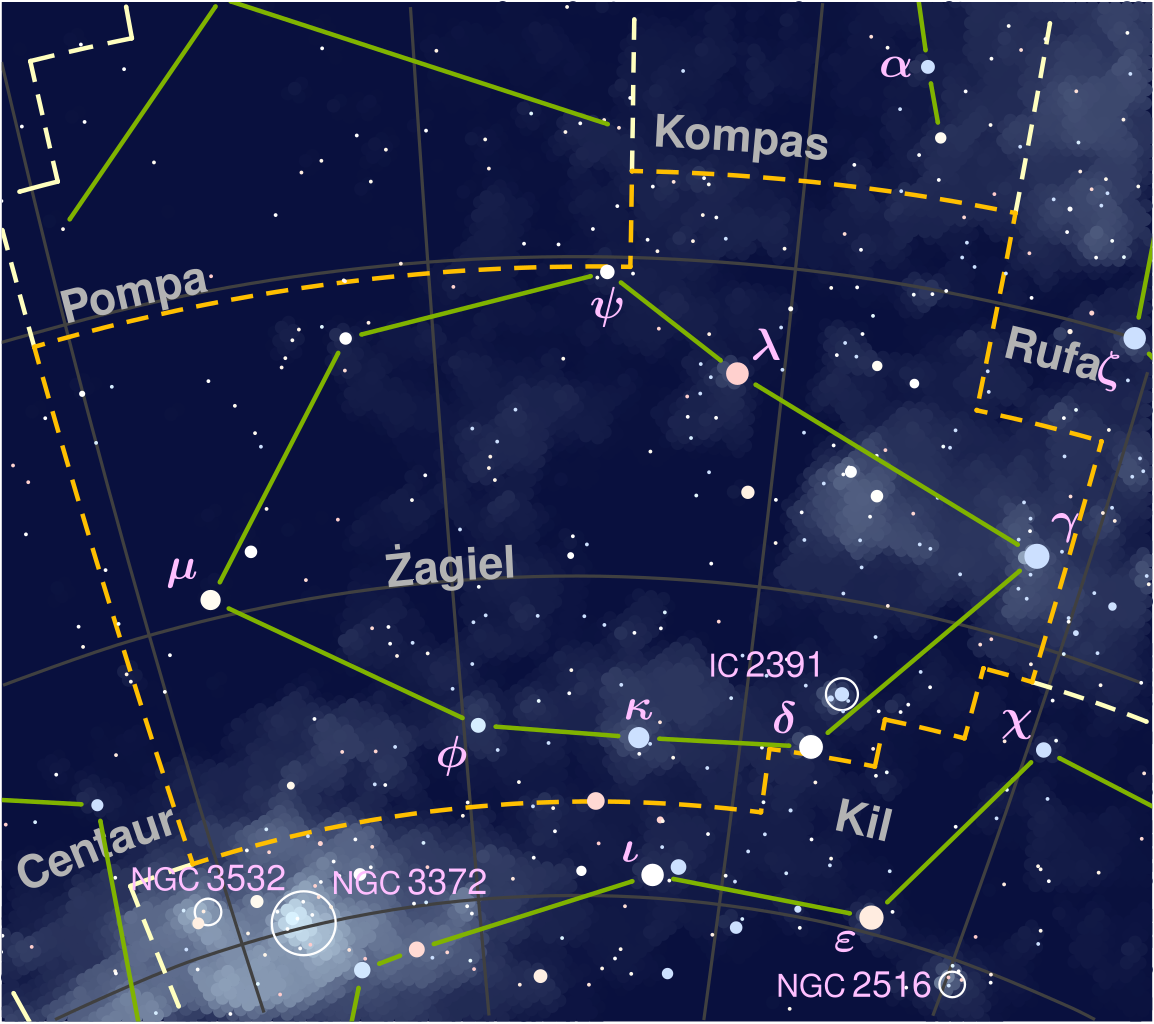 α
Kompas
Pompa
ψ
λ
Rufa
ζ
γ
μ
Żagiel
IC 2391
κ
δ
χ
ϕ
Kil
Centaur
ι
NGC 3532
NGC 3372
ε
NGC 2516